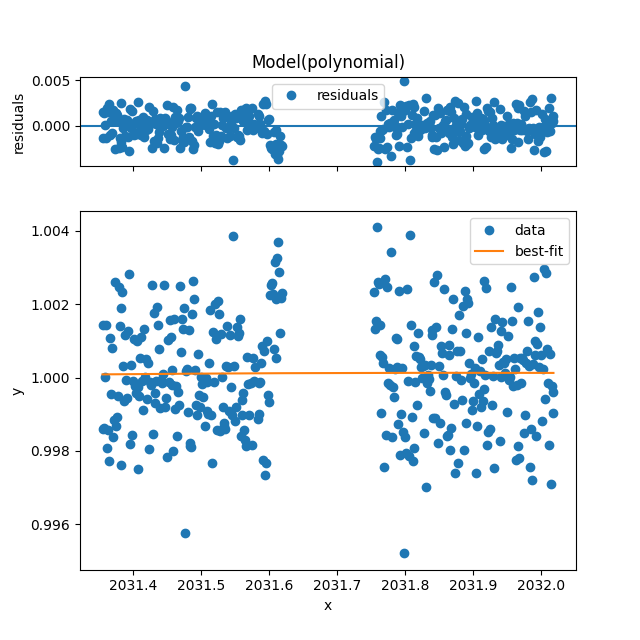 Model(polynomial)
residuals
0.005
0.000
residuals
data
best-fit
y
1.004
1.002
1.000
0.998
0.996
2031.4 2031.5 2031.6 2031.7 2031.8 2031.9 2032.0
x